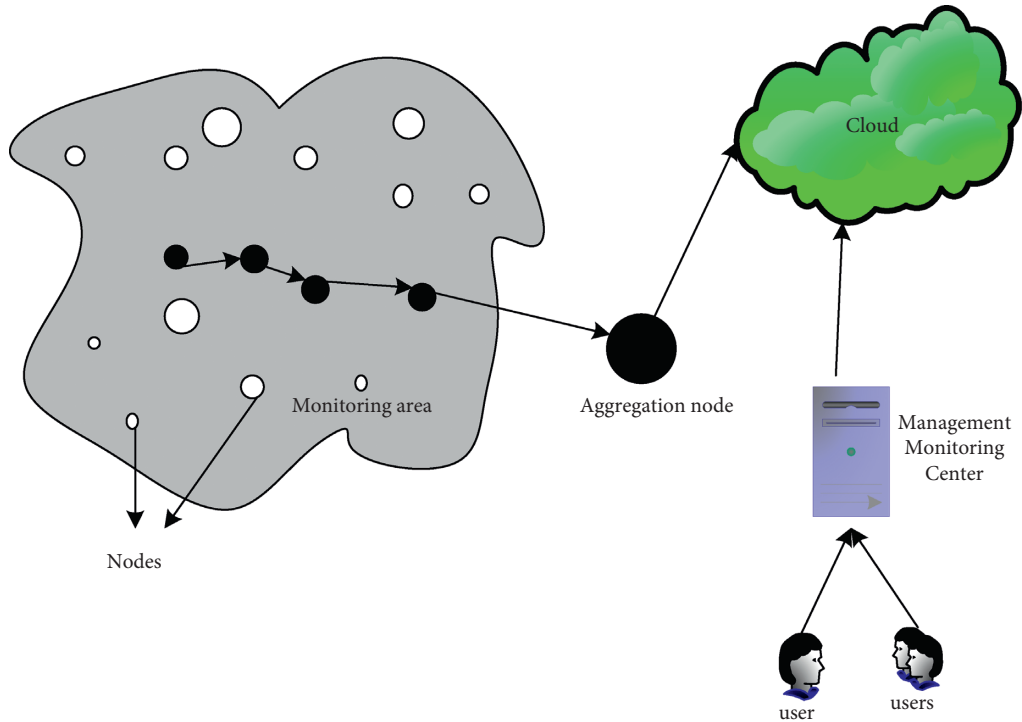 Cloud
Monitoring area
Aggregation node
Management
Monitoring
Center
Nodes
user
users